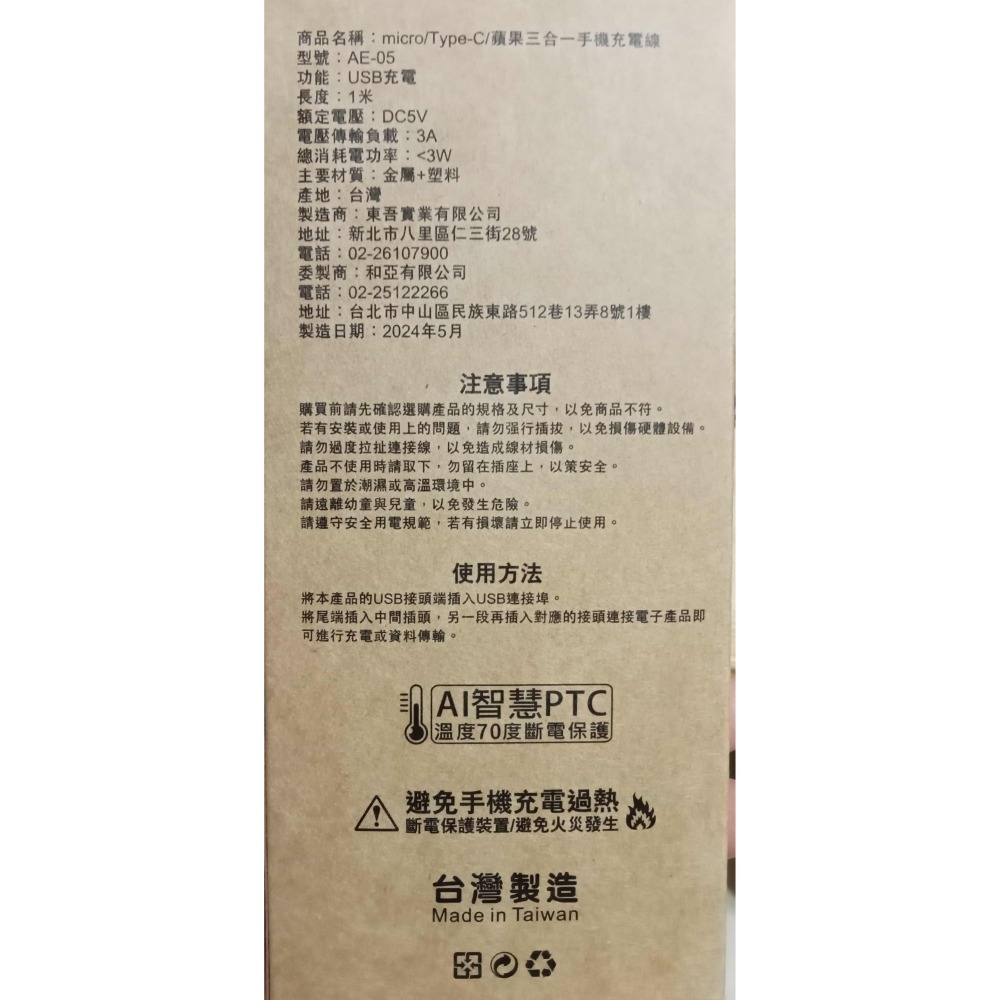 商品名稱：micro/Type-C/蘋果三合一手機充電線
型號：AE-05
功能：USB充電
長度：1米
額定電壓：DC5V
電壓傳輸負載：3A
總消耗電功率：<3W
主要材質：金屬+塑料
產地：台灣
製造商：東吾實業有限公司
地址：新北市八里區仁三街28號
電話：02-26107900
委製商：和亞有限公司
電話：02-25122266
地址：台北市中山區民族東路512巷13弄8號1樓
製造日期：2024年5月
注意事項
購買前請先確認選購產品的規格及尺寸，以免商品不符。
若有安裝或使用上的問題，請勿强行插拔，以免損傷硬體設備。
請勿過度拉扯連接線，以免造成線材損傷。
產品不使用時請取下，勿留在插座上，以策安全。
請勿置於潮濕或高溫環境中。
請遠離幼童與兒童，以免發生危險。
請遵守安全用電規範，若有損壞請立即停止使用。
使用方法
將本產品的USB接頭端插入USB連接埠。
將尾端插入中間插頭，另一段再插入對應的接頭連接電子產品即
可進行充電或資料傳輸。
AI智慧PTC
溫度70度斷電保護
避免手機充電過熱
斷電保護裝置/避免火災發生
台灣製造
Made in Taiwan